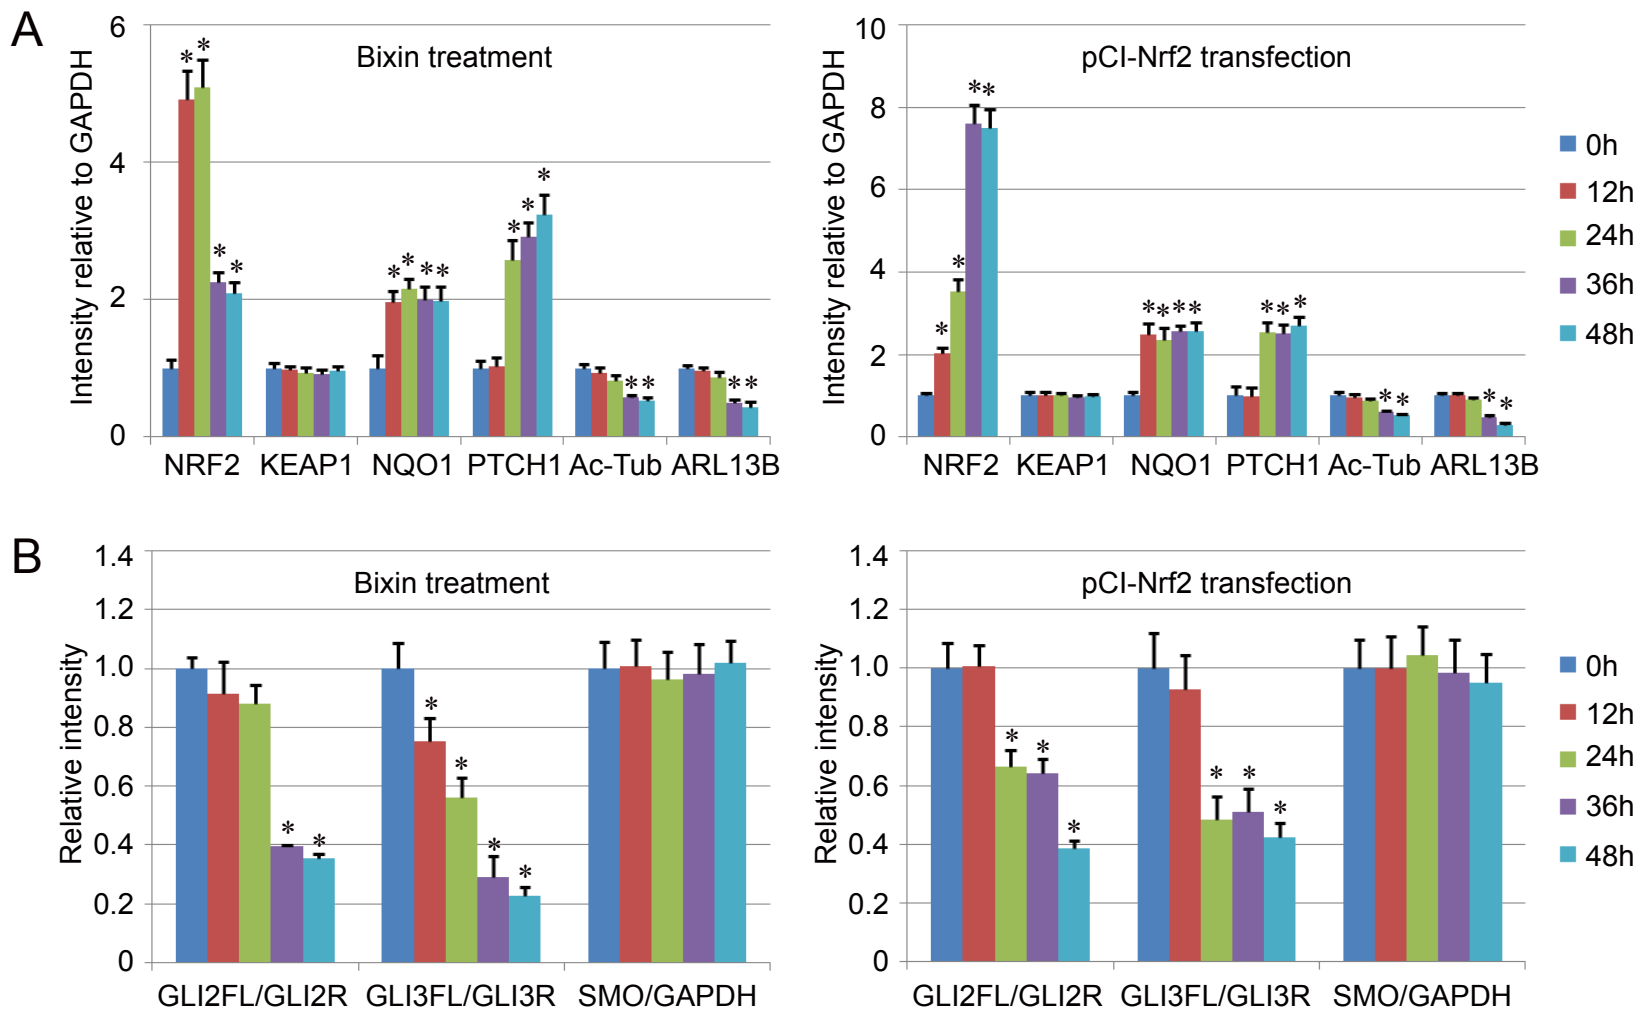 A
Bixin treatment
Intensity relative to GAPDH
6
4
2
0
* * * * * * * * * * * * * * *
NRF2 KEAP1 NQO1 PTCH1 Ac-Tub ARL13B
pCI-Nrf2 transfection
Intensity relative to GAPDH
10
8
6
4
2
0
* * * * * * * * * * * * * * *
NRF2 KEAP1 NQO1 PTCH1 Ac-Tub ARL13B
0h
12h
24h
36h
48h
B
Bixin treatment
Relative intensity
1.4
1.2
1.0
0.8
0.6
0.4
0.2
0
* * * * * *
GLI2FL/GLI2R GLI3FL/GLI3R SMO/GAPDH
pCI-Nrf2 transfection
Relative intensity
1.4
1.2
1.0
0.8
0.6
0.4
0.2
0
* * * * * *
GLI2FL/GLI2R GLI3FL/GLI3R SMO/GAPDH
0h
12h
24h
36h
48h